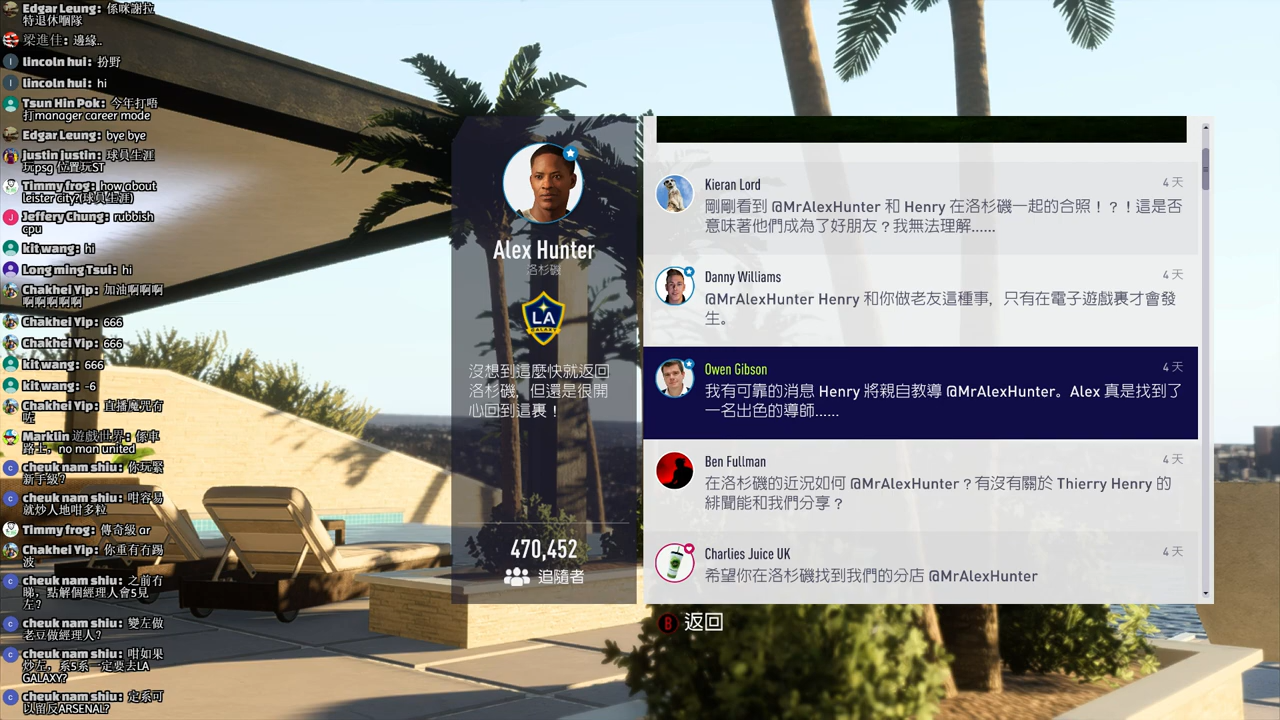 Edgar Leung: 係咪謝拉
特退休嗰隊
梁進佳: 邊緣..
lincoln hui: 扮野
lincoln hui: hi
Tsun Hin Pok: 今年打唔
打manager career mode
Edgar Leung: bye bye
justin justin: 球員生涯
玩psg 位置玩ST
Timmy frog: how about
leister city?(球員生涯)
Jeffery Chung: rubbish
cpu
kit wang: hi
Long ming Tsui: hi
Chakhei Yip: 加油啊啊啊
啊啊啊啊啊
Chakhei Yip: 666
Chakhei Yip: 666
kit wang: 666
kit wang: -6
Chakhei Yip: 直播魔咒冇
咗
Marklin 遊戲世界: 係車
路士, no man united
cheuk nam shiu: 你玩緊
新手級?
cheuk nam shiu: 咁容易
就炒人地咁多粒
Timmy frog: 傳奇級 ar
Chakhei Yip: 你重有冇踢
波
cheuk nam shiu: 之前冇
睇，點解個經理人會5見
左?
cheuk nam shiu: 變左做
老豆做經理人?
cheuk nam shiu: 咁如果
炒左，系5系一定要去LA
GALAXY?
cheuk nam shiu: 定系可
以留反ARSENAL?
Alex Hunter
洛杉磯
LA
GALAXY
沒想到這麼快就返回
洛杉磯，但還是很開
心回到這裏！
470,452
追隨者
Kieran Lord
4 天
剛剛看到 @MrAlexHunter 和 Henry 在洛杉磯一起的合照！？！這是否
意味著他們成為了好朋友？我無法理解......
Danny Williams
4 天
@MrAlexHunter Henry 和你做老友這種事，只有在電子遊戲裏才會發
生。
Owen Gibson
4 天
我有可靠的消息 Henry 將親自教導 @MrAlexHunter。Alex 真是找到了
一名出色的導師......
Ben Fullman
4 天
在洛杉磯的近況如何 @MrAlexHunter？有沒有關於 Thierry Henry 的
緋聞能和我們分享？
Charlies Juice UK
4 天
希望你在洛杉磯找到我們的分店 @MrAlexHunter
B 返回